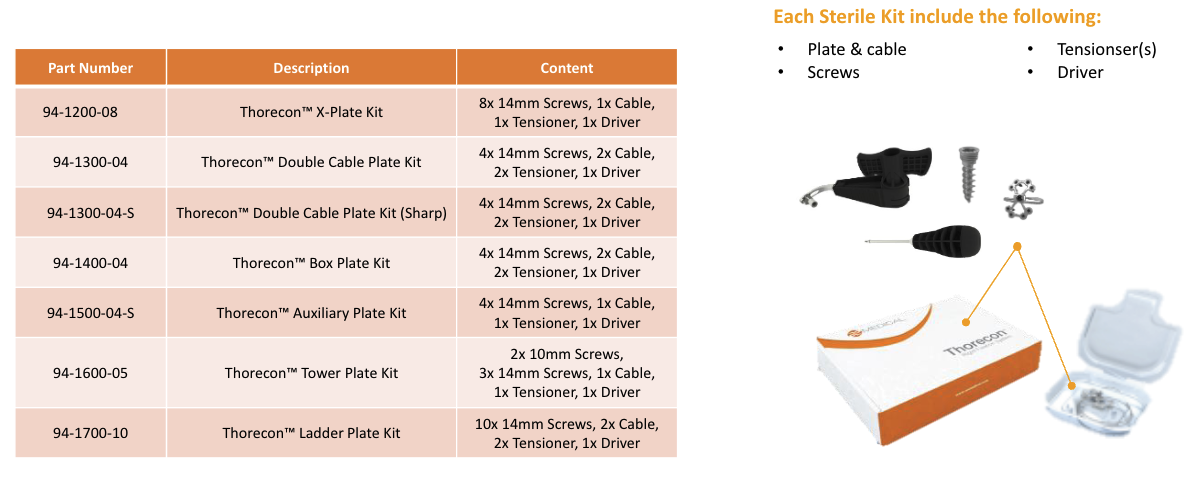 Each Sterile Kit include the following:
• Plate & cable
• Screws
• Tensionser(s)
• Driver
Part Number Description Content
94-1200-08 Thorecon™ X-Plate Kit 8x 14mm Screws, 1x Cable,
1x Tensioner, 1x Driver
94-1300-04 Thorecon™ Double Cable Plate Kit 4x 14mm Screws, 2x Cable,
2x Tensioner, 1x Driver
94-1300-04-S Thorecon™ Double Cable Plate Kit (Sharp) 4x 14mm Screws, 2x Cable,
2x Tensioner, 1x Driver
94-1400-04 Thorecon™ Box Plate Kit 4x 14mm Screws, 2x Cable,
2x Tensioner, 1x Driver
94-1500-04-S Thorecon™ Auxiliary Plate Kit 4x 14mm Screws, 1x Cable,
1x Tensioner, 1x Driver
94-1600-05 Thorecon™ Tower Plate Kit 2x 10mm Screws,
3x 14mm Screws, 1x Cable,
1x Tensioner, 1x Driver
94-1700-10 Thorecon™ Ladder Plate Kit 10x 14mm Screws, 2x Cable,
2x Tensioner, 1x Driver
MEDICAL
Thorecon